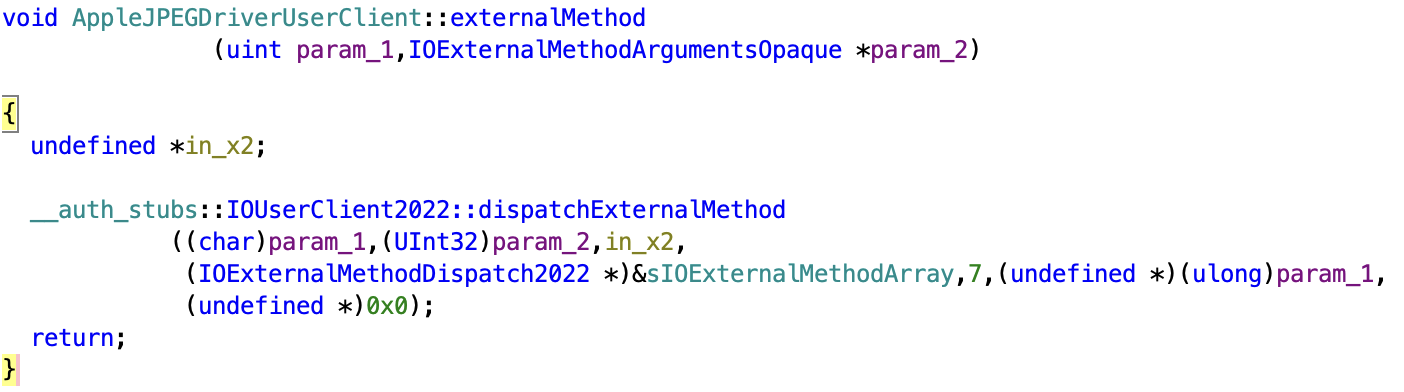 void AppleJPEGDriverUserClient::externalMethod
(uint param_1,IOExternalMethodArgumentsOpaque *param_2)
{
undefined *in_x2;
__auth_stubs::IOUserClient2022::dispatchExternalMethod
((char)param_1,(UInt32)param_2,in_x2,
(IOExternalMethodDispatch2022 *)&sIOExternalMethodArray,7,(undefined *)(ulong)param_1,
(undefined *)0x0);
return;
}